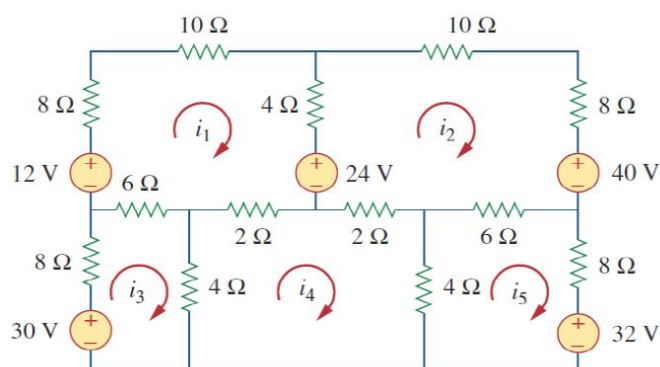 10 Ω 10 Ω
8 Ω 4 Ω 8 Ω
i1 i2
12 V + − 24 V + − 40 V + −
6 Ω
2 Ω 2 Ω 6 Ω
8 Ω 4 Ω 4 Ω 8 Ω
i3 i4 i5
30 V + − 32 V + −